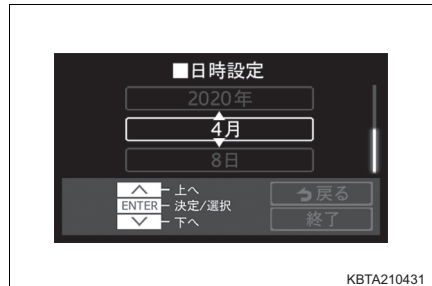 ■日時設定
2020年
4月
8日
上へ
ENTER 決定/選択
下へ
戻る
終了
KBTA210431